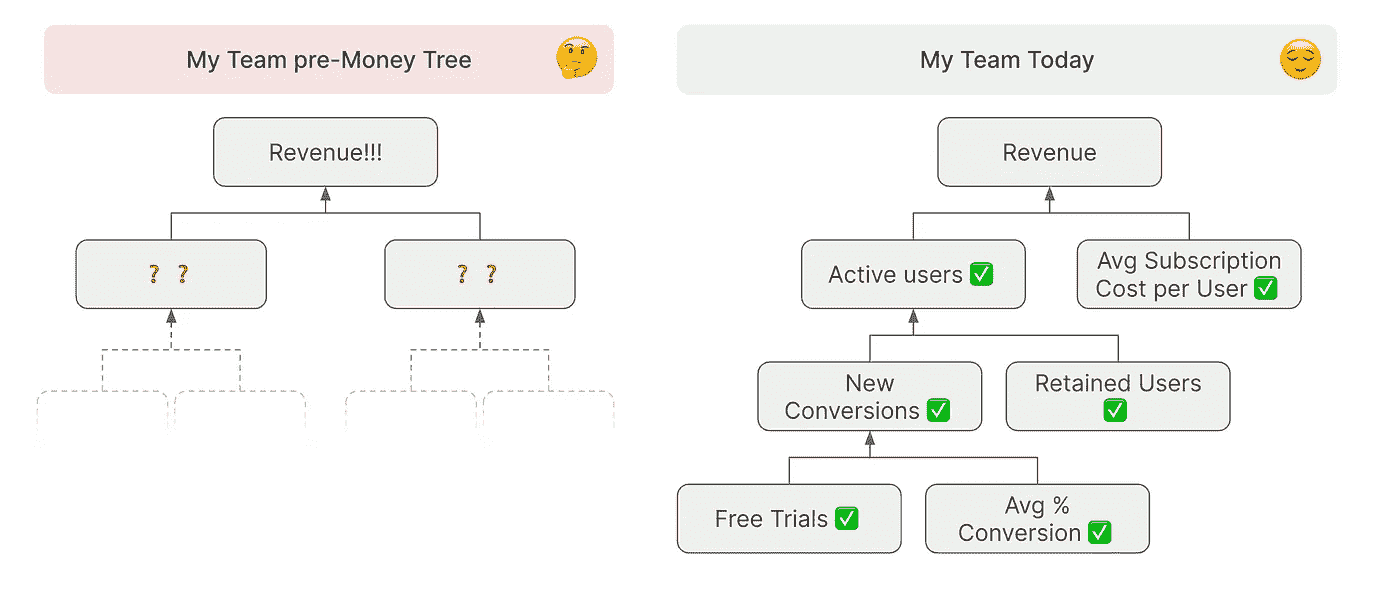 My Team pre-Money Tree 🤔
Revenue!!!
? ?
? ?
My Team Today 😌
Revenue
Active users ✅
Avg Subscription
Cost per User ✅
New
Conversions ✅
Retained Users
✅
Free Trials ✅
Avg %
Conversion ✅